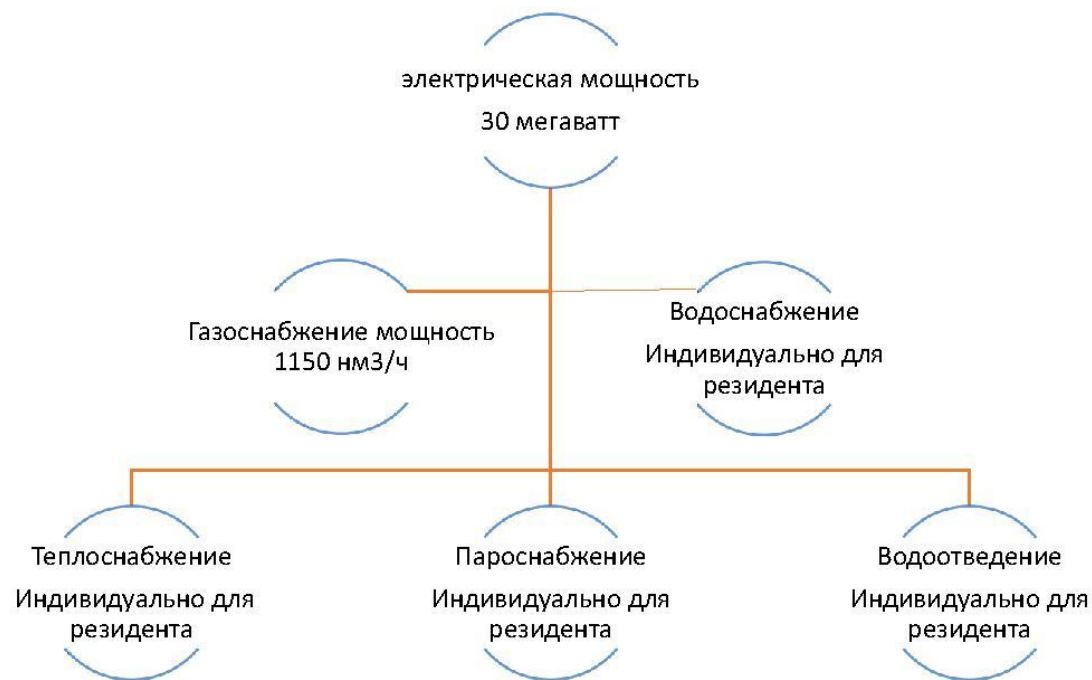 электрическая мощность
30 мегаватт
Газоснабжение мощность
1150 нм3/ч
Водоснабжение
Индивидуально для
резидента
Теплоснабжение
Индивидуально для
резидента
Пароснабжение
Индивидуально для
резидента
Водоотведение
Индивидуально для
резидента